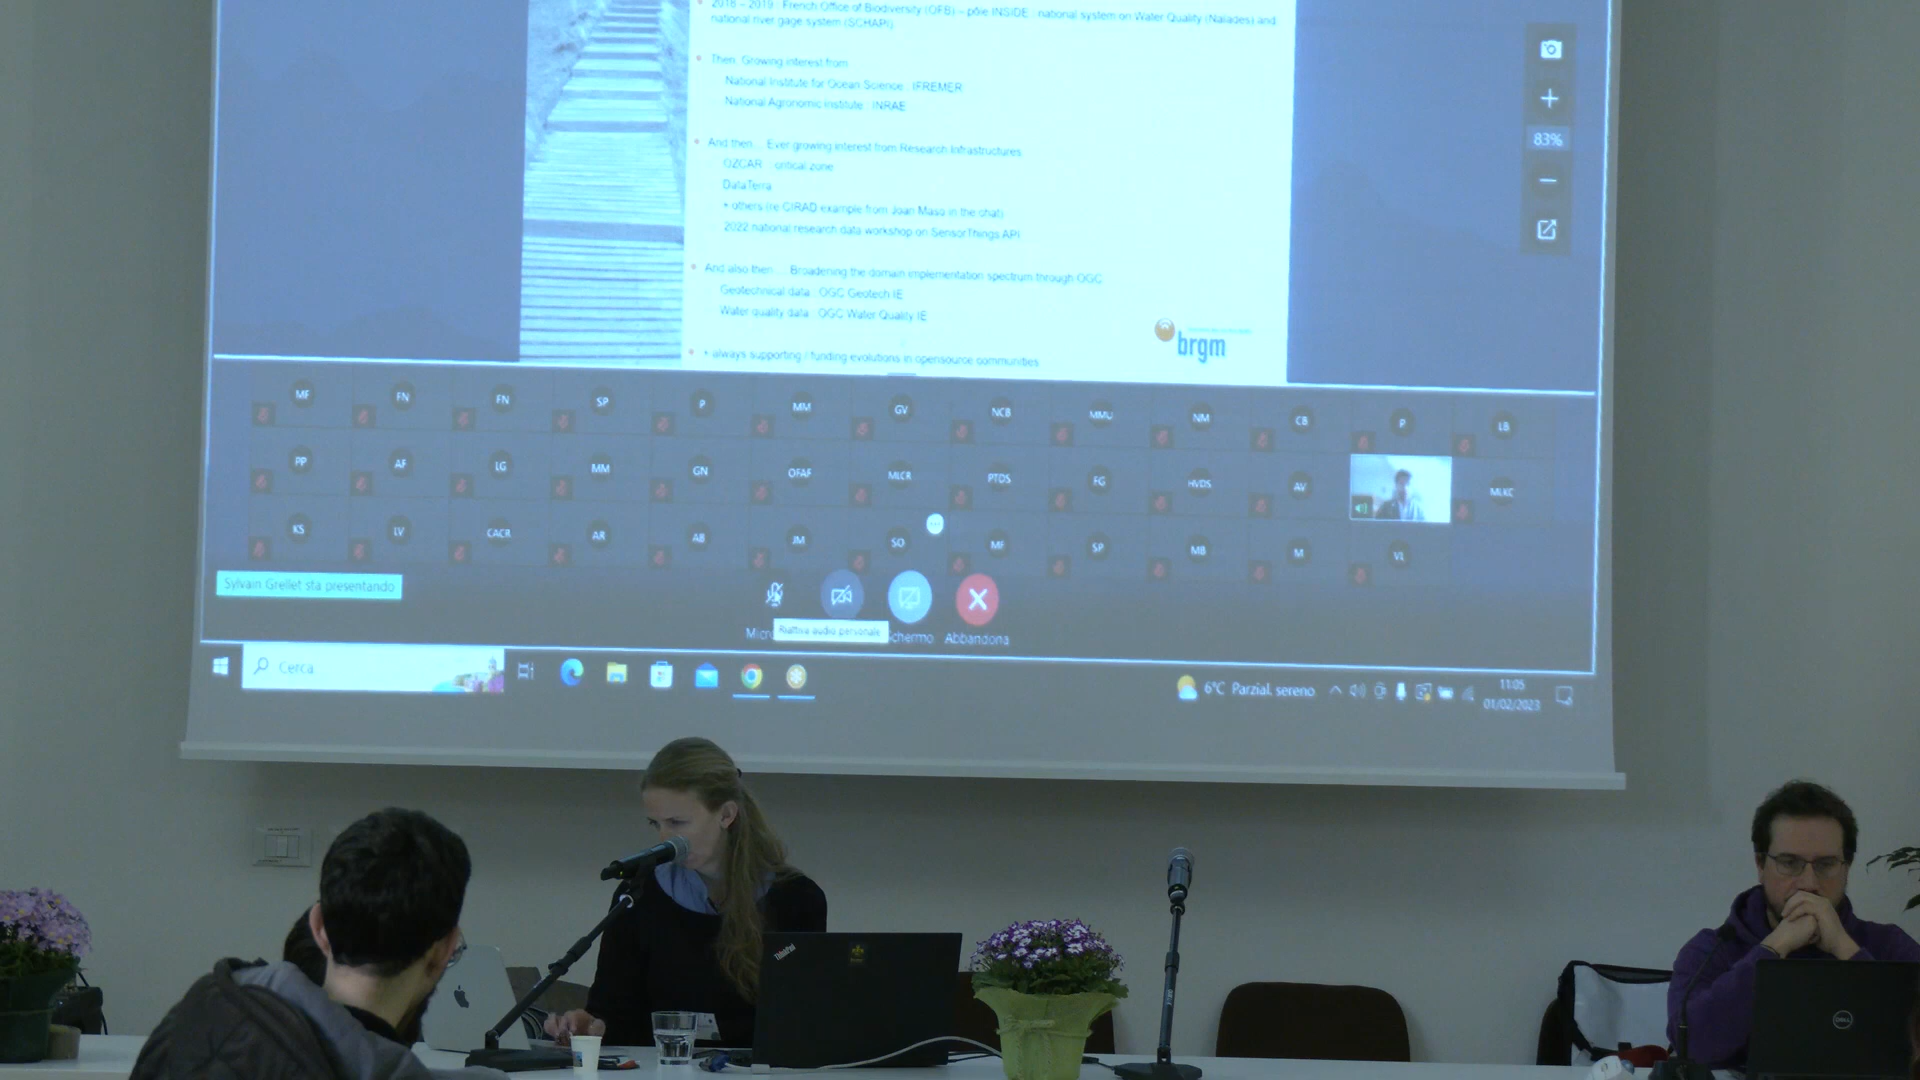 2018 – 2019 : French Office of Biodiversity (OFB) – pôle INSIDE : national system on Water Quality (Naïades) and
national river gage system (SCHAPI)
Then: Growing interest from
National Institute for Ocean Science : IFREMER
National Agronomic institute : INRAE
And then... Ever growing interest from Research Infrastructures
OZCAR : critical zone
DataTerra
+ others (re CIRAD example from Joan Maso in the chat)
2022 national research data workshop on SensorThings API
And also then ... Broadening the domain implementation spectrum through OGC
Geotechnical data : OGC Geotech IE
Water quality data : OGC Water Quality IE
+ always supporting / funding evolutions in opensource communities
brgm
83%
MF FN FN SP P MM GV NCB MMU NM CB P LB
PP AF LG MM GN OFAF MLCR PTDS FG HVDS AV MLKC
KS LV CACR AR AB JM SO MF SP MB M VL
Sylvain Grellet sta presentando
Riattiva audio personale
Micro
schermo
Abbandona
Cerca
6°C Parzial. sereno
11:05
01/02/2023
ThinkPad
DELL